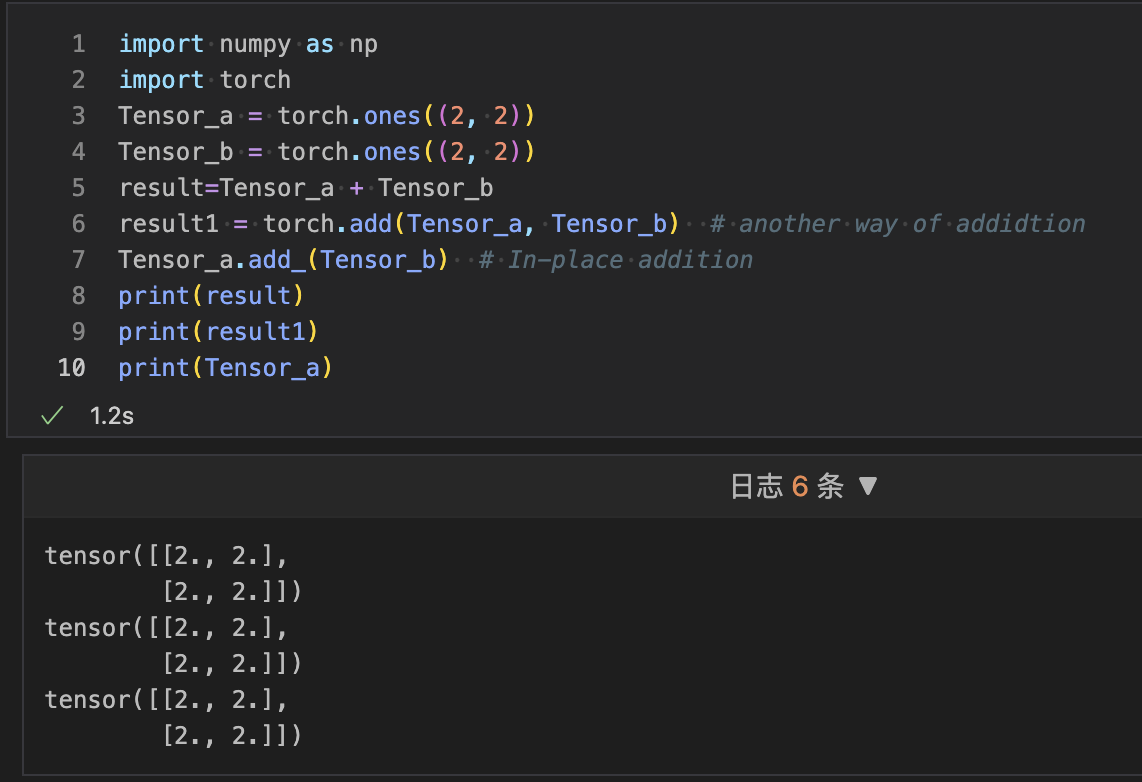 1 import numpy as np
2 import torch
3 Tensor_a = torch.ones((2, 2))
4 Tensor_b = torch.ones((2, 2))
5 result=Tensor_a + Tensor_b
6 result1 = torch.add(Tensor_a, Tensor_b)  # another way of addidtion
7 Tensor_a.add_(Tensor_b)  # In-place addition
8 print(result)
9 print(result1)
10 print(Tensor_a)
✓ 1.2s
日志 6 条 ▼
tensor([[2., 2.],
        [2., 2.]])
tensor([[2., 2.],
        [2., 2.]])
tensor([[2., 2.],
        [2., 2.]])